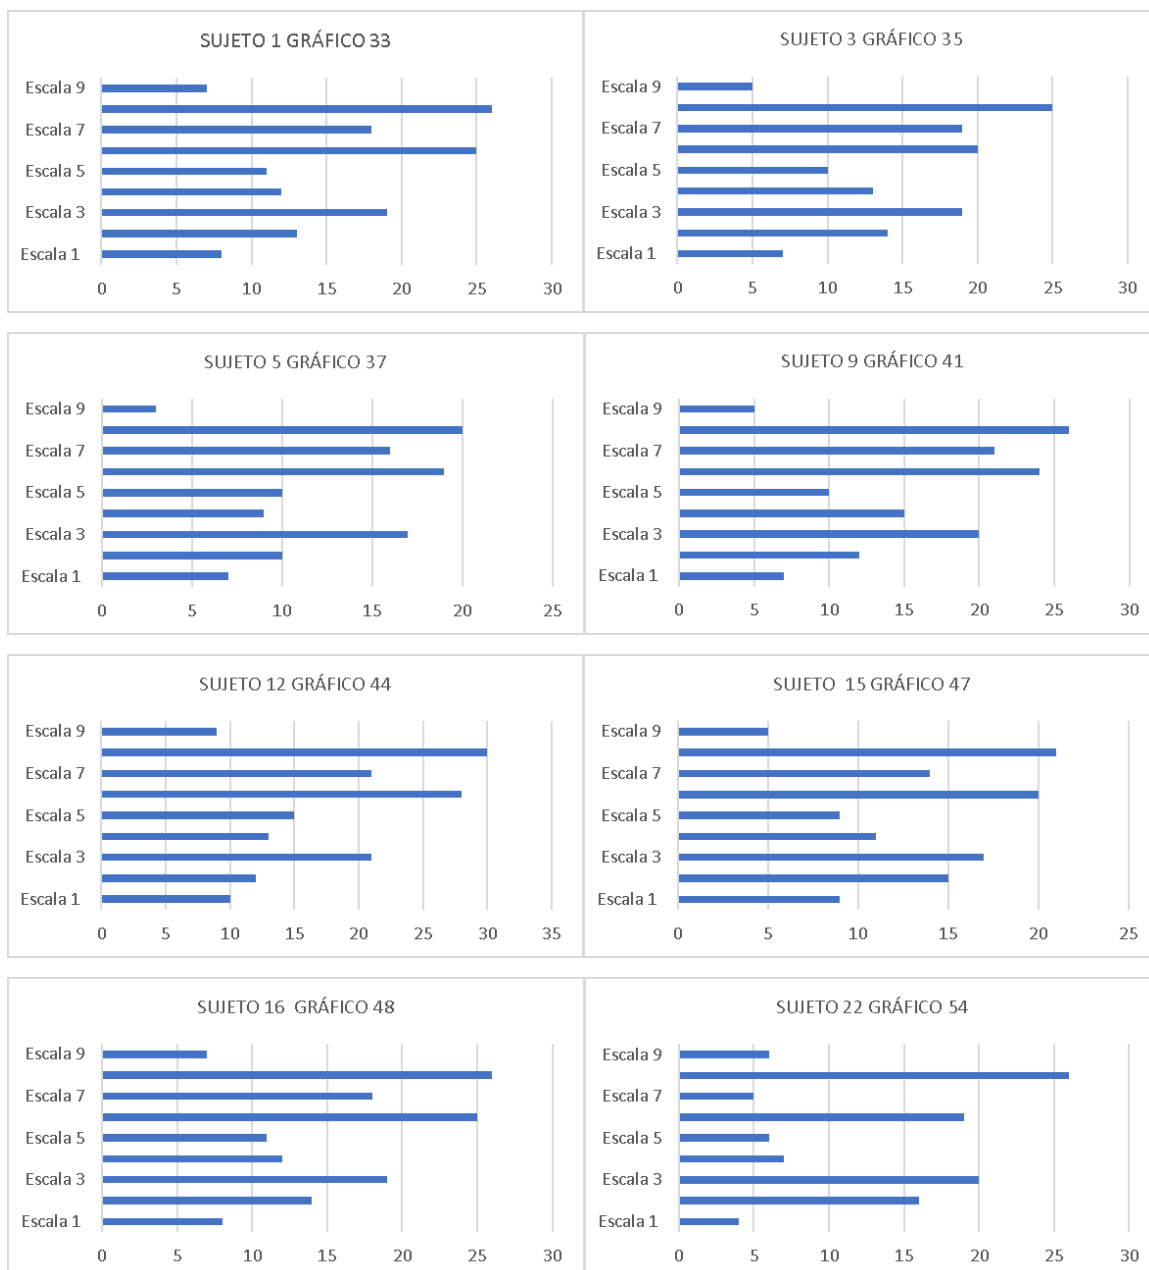 SUJETO 1 GRÁFICO 33
Escala 9
Escala 7
Escala 5
Escala 3
Escala 1
0 5 10 15 20 25 30
SUJETO 3 GRÁFICO 35
Escala 9
Escala 7
Escala 5
Escala 3
Escala 1
0 5 10 15 20 25 30
SUJETO 5 GRÁFICO 37
Escala 9
Escala 7
Escala 5
Escala 3
Escala 1
0 5 10 15 20 25
SUJETO 9 GRÁFICO 41
Escala 9
Escala 7
Escala 5
Escala 3
Escala 1
0 5 10 15 20 25 30
SUJETO 12 GRÁFICO 44
Escala 9
Escala 7
Escala 5
Escala 3
Escala 1
0 5 10 15 20 25 30 35
SUJETO 15 GRÁFICO 47
Escala 9
Escala 7
Escala 5
Escala 3
Escala 1
0 5 10 15 20 25
SUJETO 16 GRÁFICO 48
Escala 9
Escala 7
Escala 5
Escala 3
Escala 1
0 5 10 15 20 25 30
SUJETO 22 GRÁFICO 54
Escala 9
Escala 7
Escala 5
Escala 3
Escala 1
0 5 10 15 20 25 30